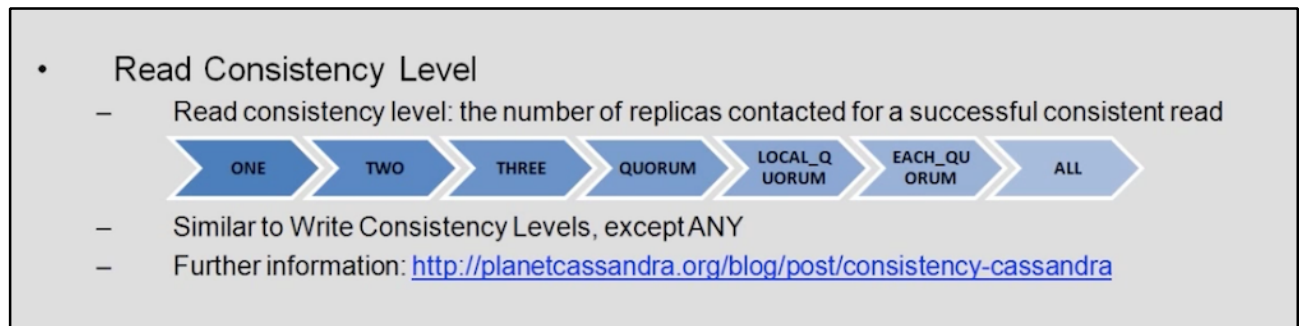 • Read Consistency Level
– Read consistency level: the number of replicas contacted for a successful consistent read
ONE TWO THREE QUORUM LOCAL_Q UORUM EACH_QU ORUM ALL
– Similar to Write Consistency Levels, except ANY
– Further information: http://planetcassandra.org/blog/post/consistency-cassandra